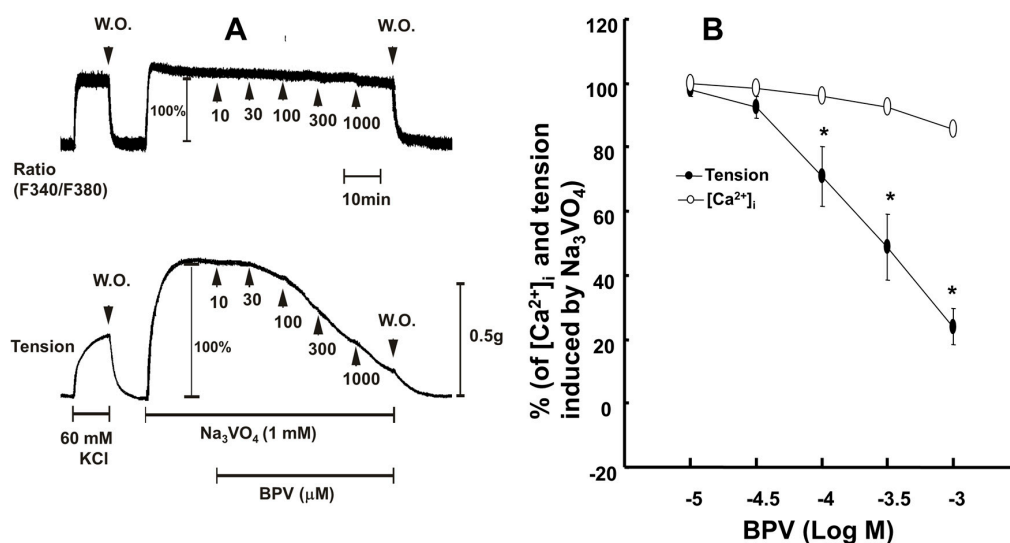 A
W.O.
W.O.
100%
10
30
100
300
1000
Ratio
(F340/F380)
10min
W.O.
W.O.
Tension
100%
10
30
100
300
1000
0.5g
60 mM
KCl
Na₃VO₄ (1 mM)
BPV (μM)
B
% (of [Ca²⁺]i and tension
induced by Na₃VO₄)
120
100
80
60
40
20
0
-20
Tension
[Ca²⁺]i
*
*
*
-5
-4.5
-4
-3.5
-3
BPV (Log M)